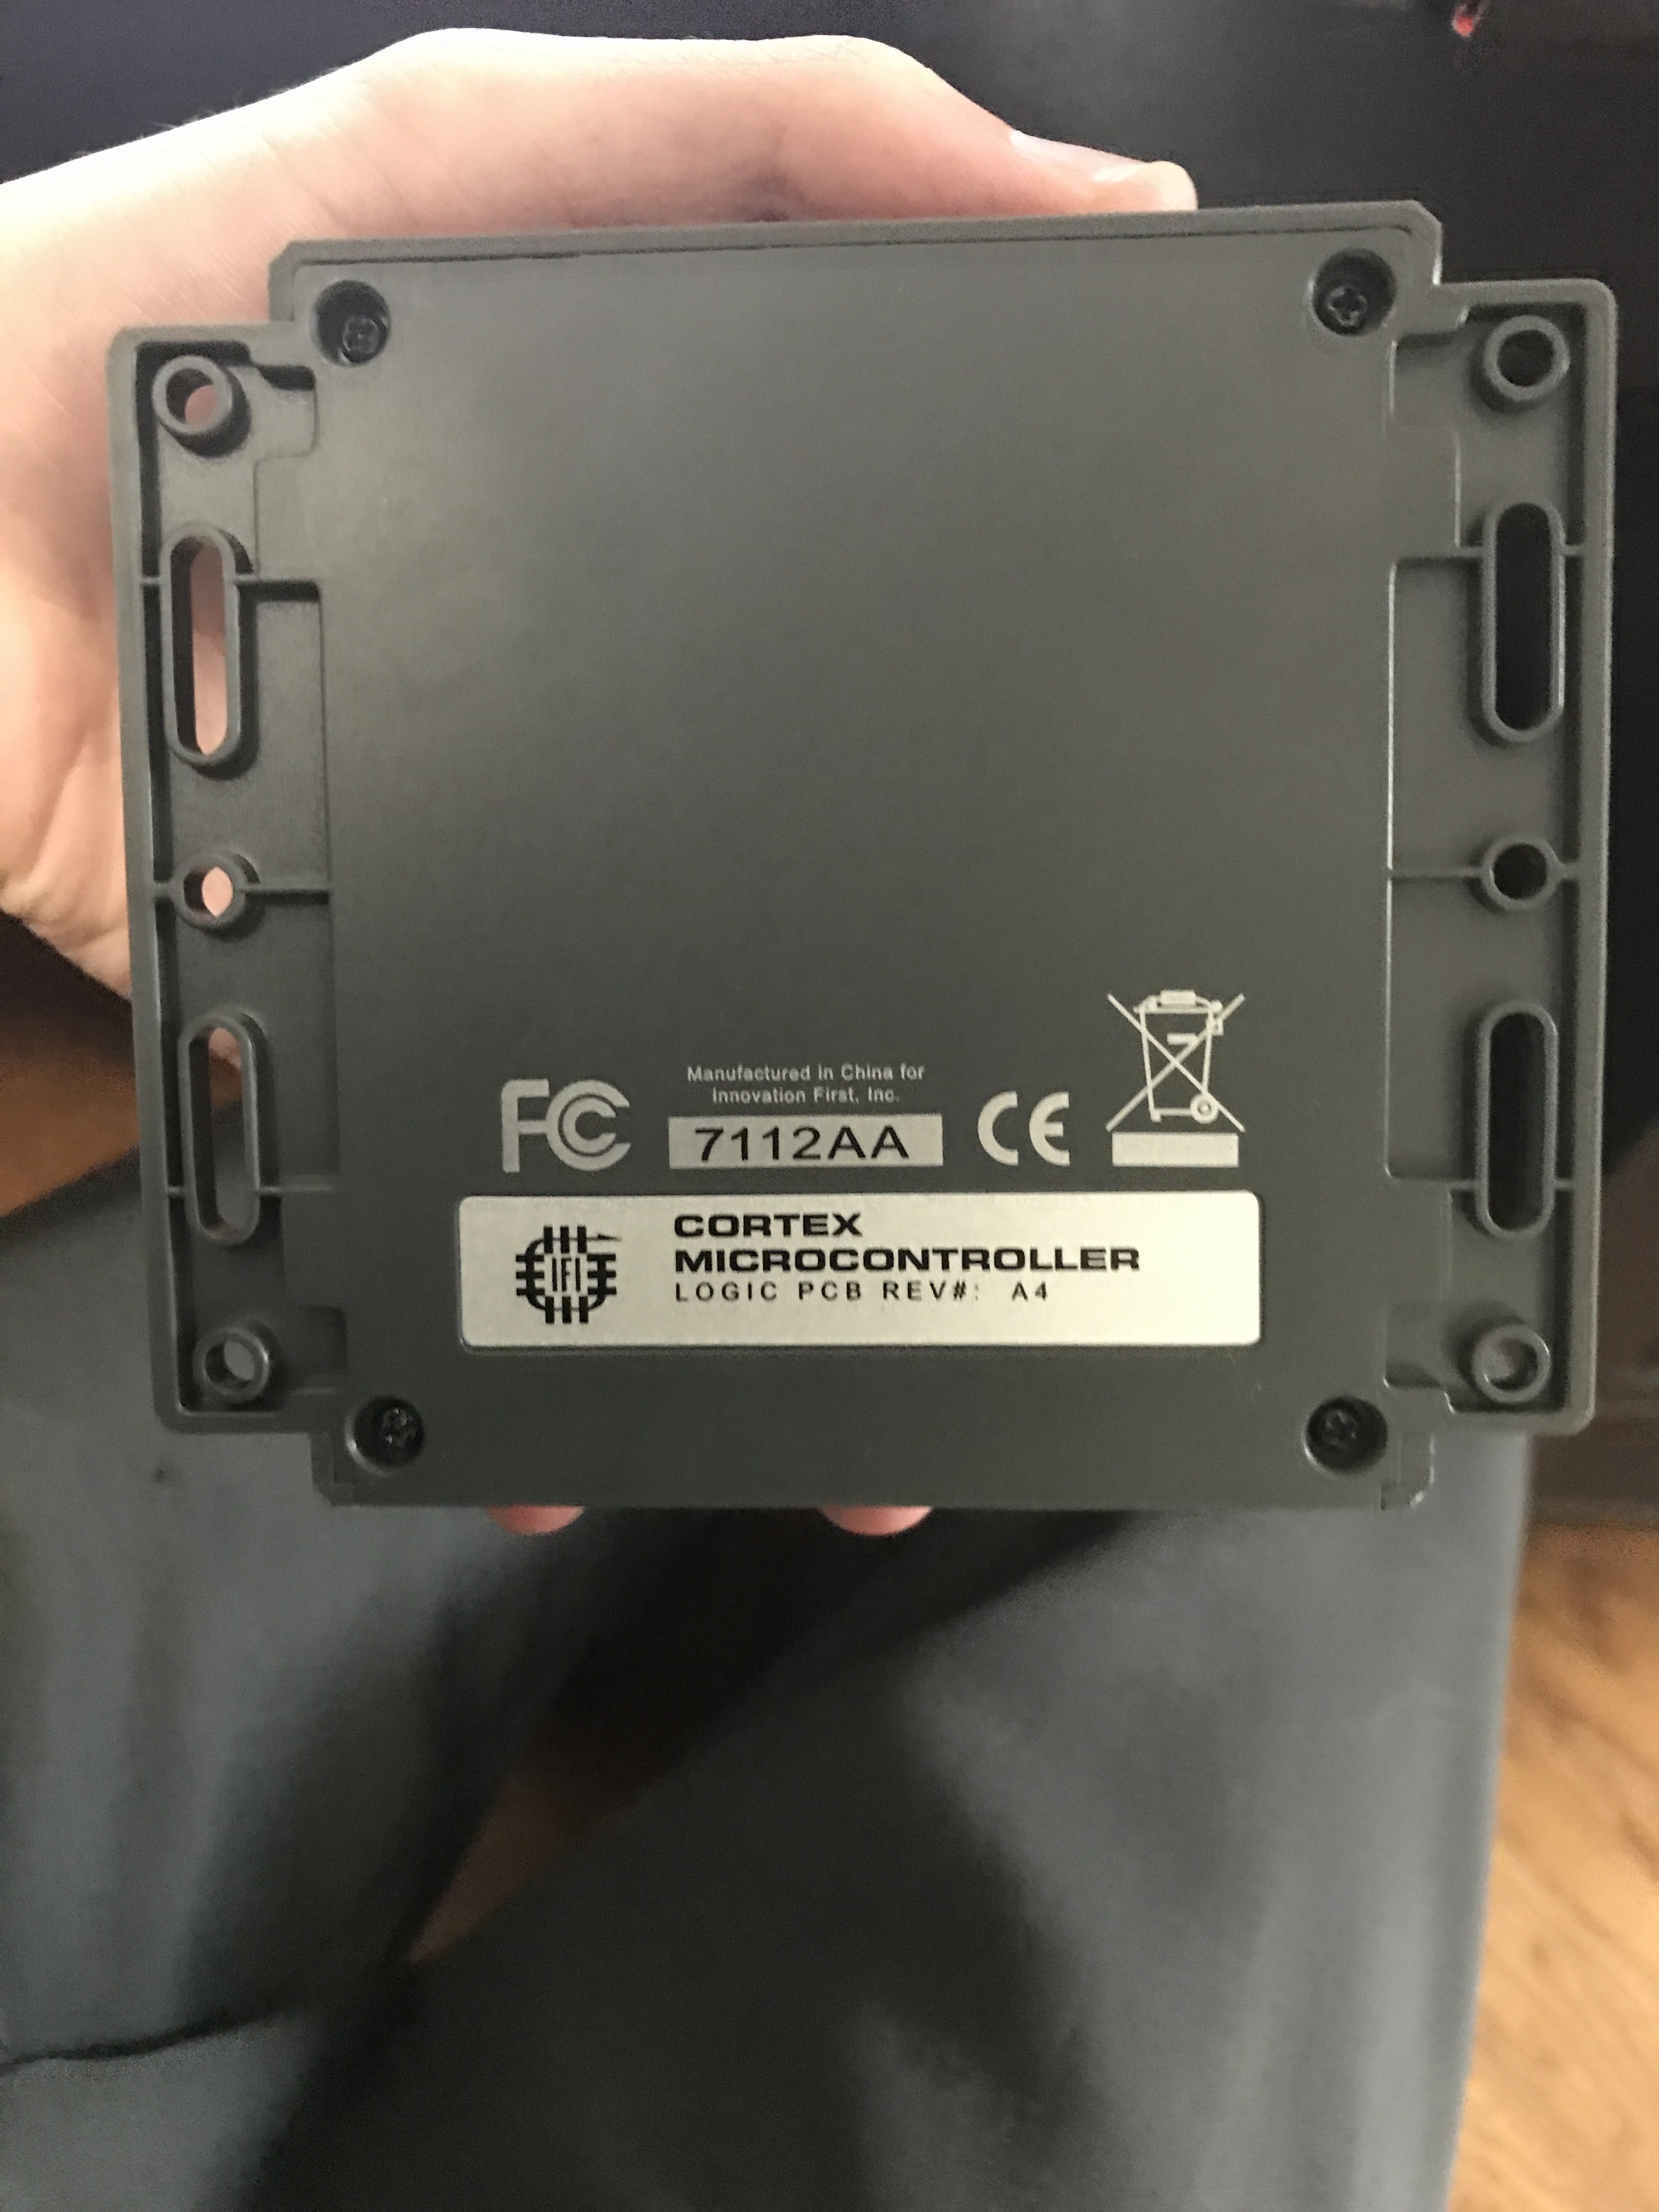 Manufactured in China for
Innovation First, Inc.
FC
7112AA
CE
IFI
CORTEX
MICROCONTROLLER
LOGIC PCB REV#: A4